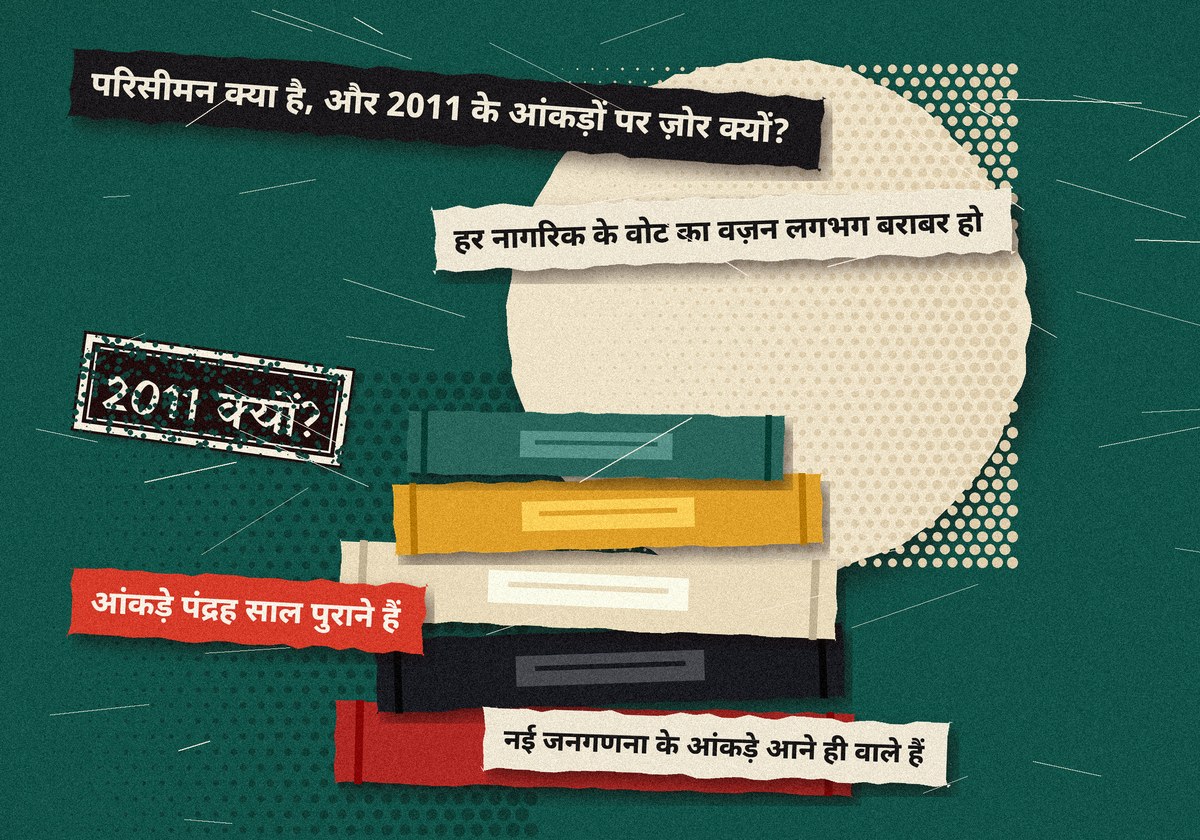 परिसीमन क्या है, और 2011 के आंकड़ों पर ज़ोर क्यों?
हर नागरिक के वोट का वज़न लगभग बराबर हो
2011 क्यों?
आंकड़े पंद्रह साल पुराने हैं
नई जनगणना के आंकड़े आने ही वाले हैं